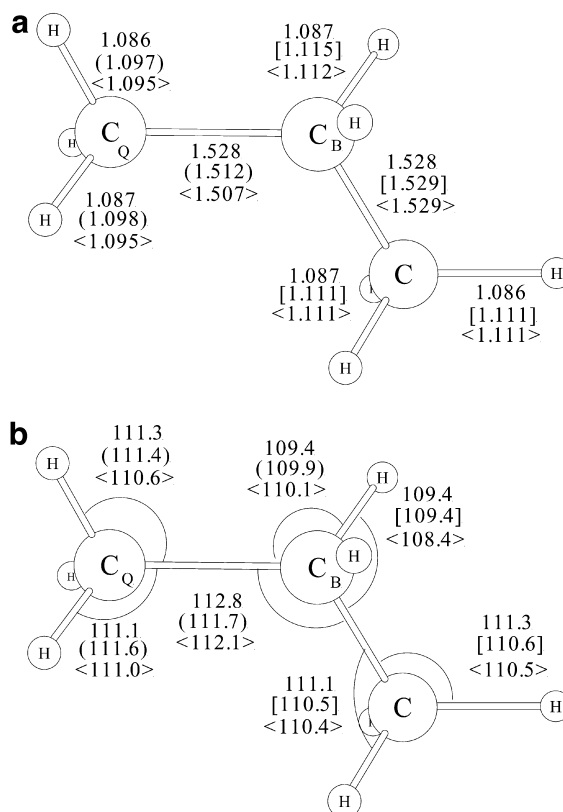 a
H
1.086
(1.097)
<1.095>
1.087
[1.115]
<1.112>
H
C Q
H
C B
H
1.528
(1.512)
<1.507>
1.528
[1.529]
<1.529>
1.087
(1.098)
<1.095>
H
1.087
[1.111]
<1.111>
C
H
1.086
[1.111]
<1.111>
H
b
111.3
(111.4)
<110.6>
109.4
(109.9)
<110.1>
H
H
109.4
[109.4]
<108.4>
C Q
H
C B
H
112.8
(111.7)
<112.1>
111.1
(111.6)
<111.0>
H
111.3
[110.6]
<110.5>
111.1
[110.5]
<110.4>
C
H
H